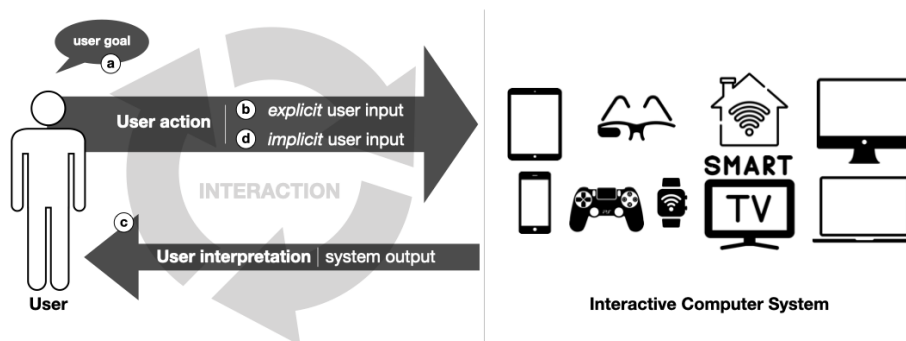 user goal
a
User action
b explicit user input
d implicit user input
INTERACTION
c
User interpretation | system output
User
SMART
TV
Interactive Computer System